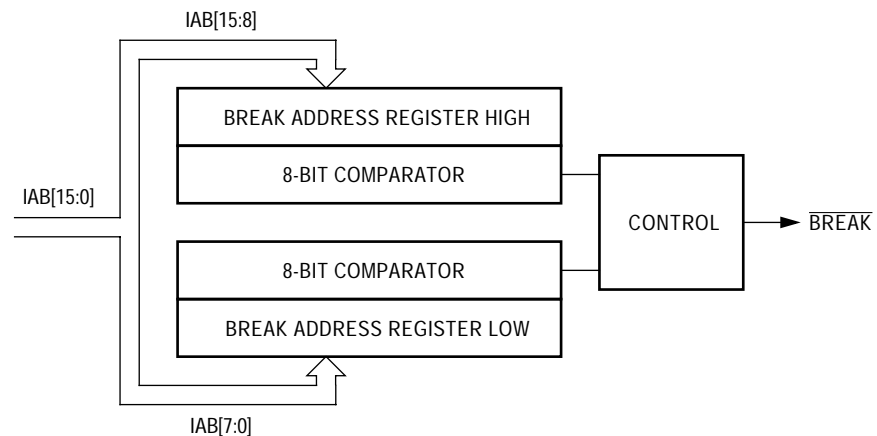 IAB[15:8]
BREAK ADDRESS REGISTER HIGH
8-BIT COMPARATOR
IAB[15:0]
CONTROL
BREAK
8-BIT COMPARATOR
BREAK ADDRESS REGISTER LOW
IAB[7:0]